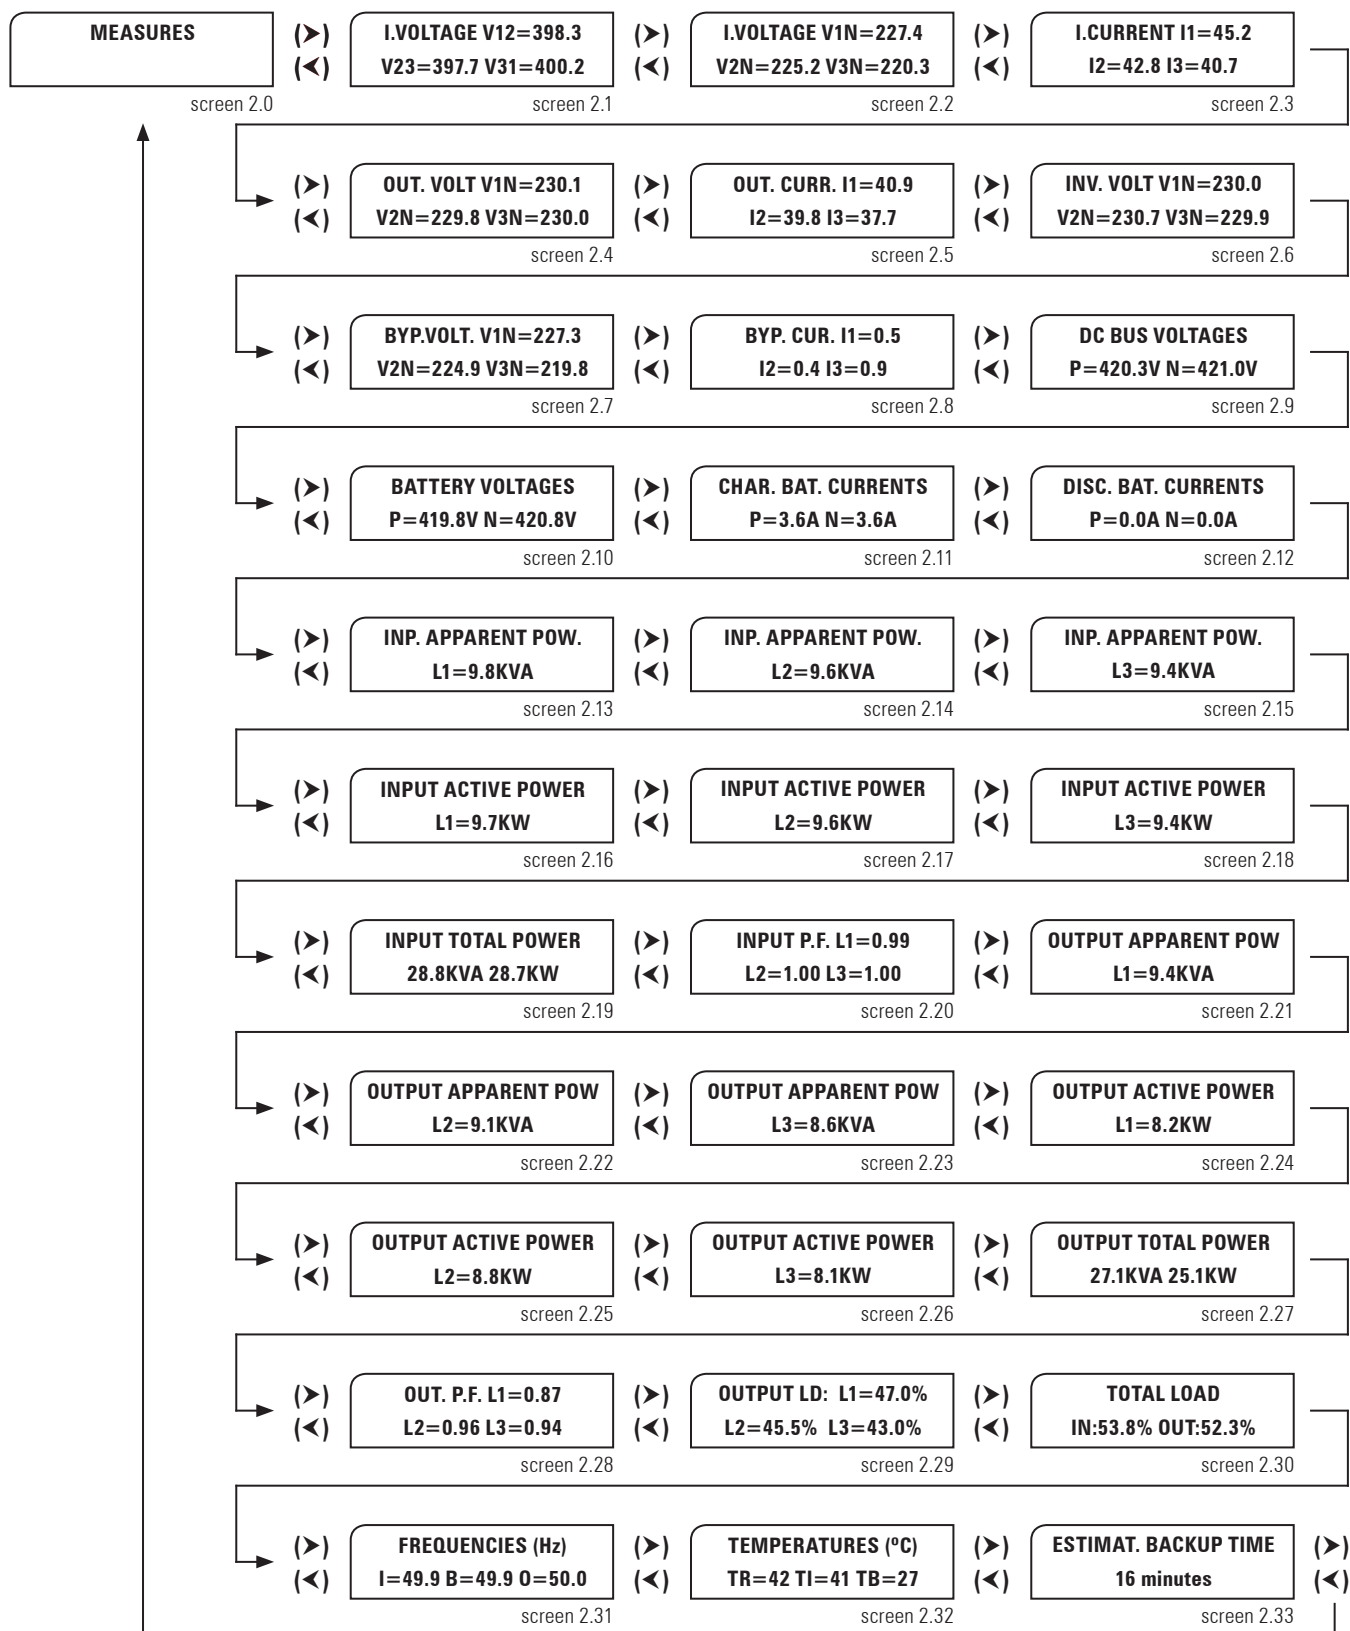 MEASURES
screen 2.0
(➤)
(⮜)
I.VOLTAGE V12=398.3
V23=397.7 V31=400.2
screen 2.1
(➤)
(⮜)
I.VOLTAGE V1N=227.4
V2N=225.2 V3N=220.3
screen 2.2
(➤)
(⮜)
I.CURRENT I1=45.2
I2=42.8 I3=40.7
screen 2.3
(➤)
(⮜)
OUT. VOLT V1N=230.1
V2N=229.8 V3N=230.0
screen 2.4
(➤)
(⮜)
OUT. CURR. I1=40.9
I2=39.8 I3=37.7
screen 2.5
(➤)
(⮜)
INV. VOLT V1N=230.0
V2N=230.7 V3N=229.9
screen 2.6
(➤)
(⮜)
BYP.VOLT. V1N=227.3
V2N=224.9 V3N=219.8
screen 2.7
(➤)
(⮜)
BYP. CUR. I1=0.5
I2=0.4 I3=0.9
screen 2.8
(➤)
(⮜)
DC BUS VOLTAGES
P=420.3V N=421.0V
screen 2.9
(➤)
(⮜)
BATTERY VOLTAGES
P=419.8V N=420.8V
screen 2.10
(➤)
(⮜)
CHAR. BAT. CURRENTS
P=3.6A N=3.6A
screen 2.11
(➤)
(⮜)
DISC. BAT. CURRENTS
P=0.0A N=0.0A
screen 2.12
(➤)
(⮜)
INP. APPARENT POW.
L1=9.8KVA
screen 2.13
(➤)
(⮜)
INP. APPARENT POW.
L2=9.6KVA
screen 2.14
(➤)
(⮜)
INP. APPARENT POW.
L3=9.4KVA
screen 2.15
(➤)
(⮜)
INPUT ACTIVE POWER
L1=9.7KW
screen 2.16
(➤)
(⮜)
INPUT ACTIVE POWER
L2=9.6KW
screen 2.17
(➤)
(⮜)
INPUT ACTIVE POWER
L3=9.4KW
screen 2.18
(➤)
(⮜)
INPUT TOTAL POWER
28.8KVA 28.7KW
screen 2.19
(➤)
(⮜)
INPUT P.F. L1=0.99
L2=1.00 L3=1.00
screen 2.20
(➤)
(⮜)
OUTPUT APPARENT POW
L1=9.4KVA
screen 2.21
(➤)
(⮜)
OUTPUT APPARENT POW
L2=9.1KVA
screen 2.22
(➤)
(⮜)
OUTPUT APPARENT POW
L3=8.6KVA
screen 2.23
(➤)
(⮜)
OUTPUT ACTIVE POWER
L1=8.2KW
screen 2.24
(➤)
(⮜)
OUTPUT ACTIVE POWER
L2=8.8KW
screen 2.25
(➤)
(⮜)
OUTPUT ACTIVE POWER
L3=8.1KW
screen 2.26
(➤)
(⮜)
OUTPUT TOTAL POWER
27.1KVA 25.1KW
screen 2.27
(➤)
(⮜)
OUT. P.F. L1=0.87
L2=0.96 L3=0.94
screen 2.28
(➤)
(⮜)
OUTPUT LD: L1=47.0%
L2=45.5% L3=43.0%
screen 2.29
(➤)
(⮜)
TOTAL LOAD
IN:53.8% OUT:52.3%
screen 2.30
(➤)
(⮜)
FREQUENCIES (Hz)
I=49.9 B=49.9 O=50.0
screen 2.31
(➤)
(⮜)
TEMPERATURES (ºC)
TR=42 TI=41 TB=27
screen 2.32
(➤)
(⮜)
ESTIMAT. BACKUP TIME
16 minutes
screen 2.33
(➤)
(⮜)